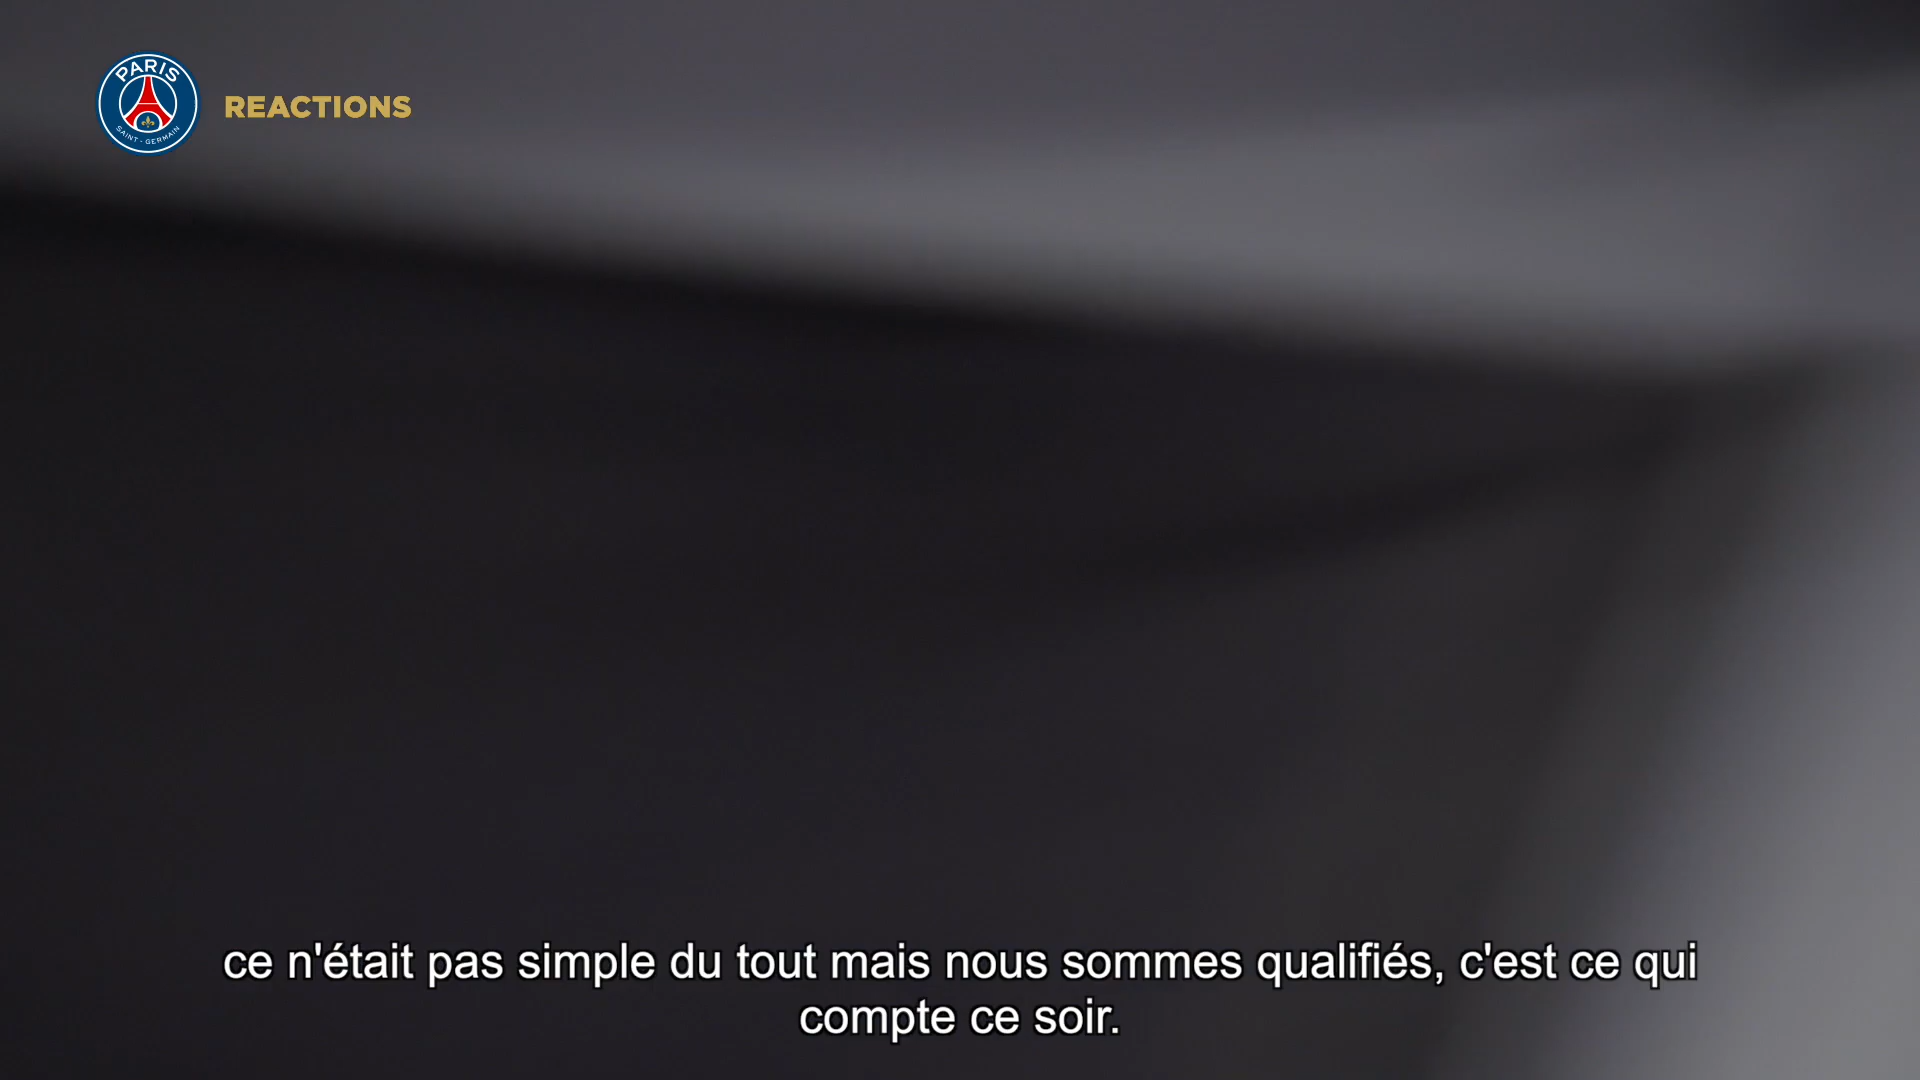 PARIS
SAINT - GERMAIN
REACTIONS
ce n'était pas simple du tout mais nous sommes qualifiés, c'est ce qui
compte ce soir.